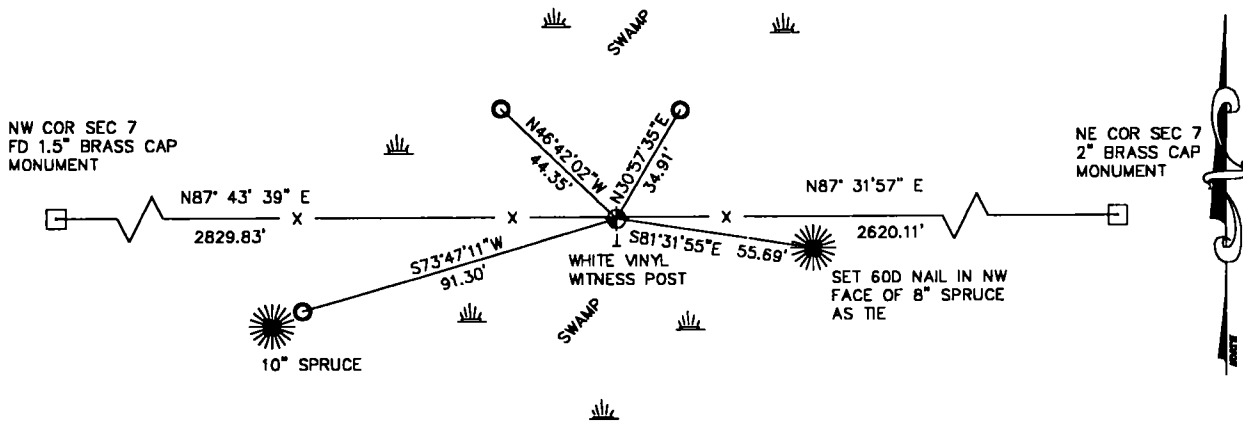 SWAMP
NW COR SEC 7
FD 1.5" BRASS CAP
MONUMENT
NE COR SEC 7
2" BRASS CAP
MONUMENT
N46°42'02"W
44.35'
N30°57'35"E
34.91'
N87° 43' 39" E
2829.83'
X
X
X
N87° 31'57" E
2620.11'
S73°47'11"W
91.30'
S81°31'55"E 55.69'
WHITE VINYL
WITNESS POST
SET 60D NAIL IN NW
FACE OF 8" SPRUCE
AS TIE
SWAMP
10" SPRUCE
NORTH